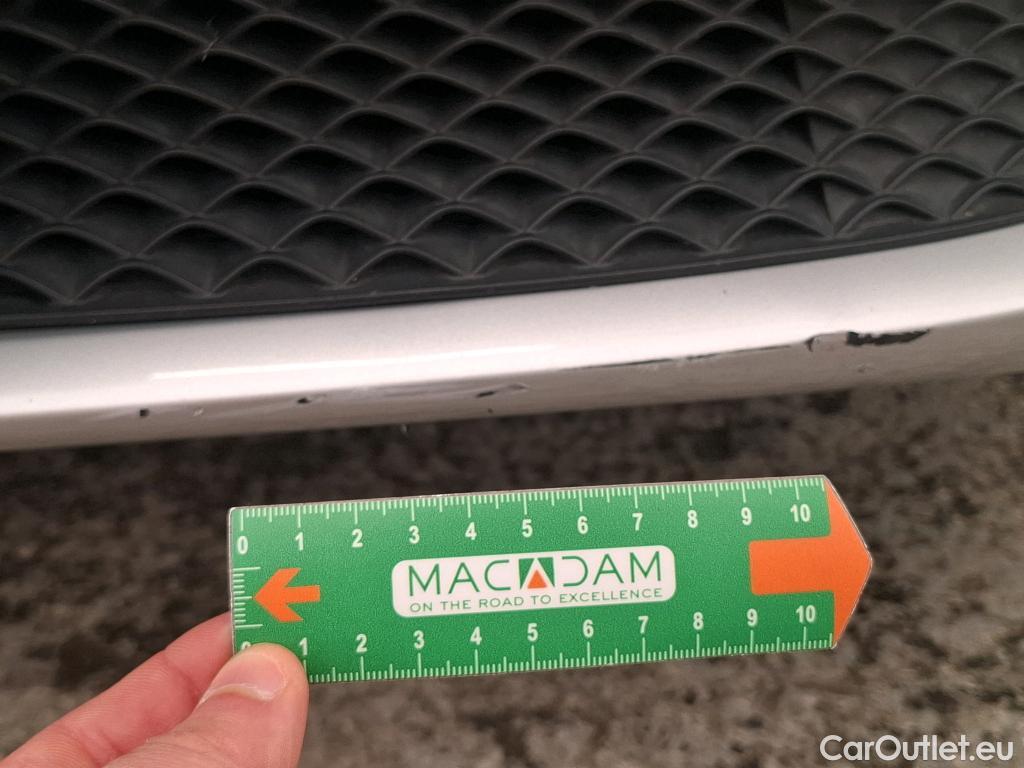 0 1 2 3 4 5 6 7 8 9 10
MACADAM
ON THE ROAD TO EXCELLENCE
1 2 3 4 5 6 7 8 9 10
CarOutlet.eu